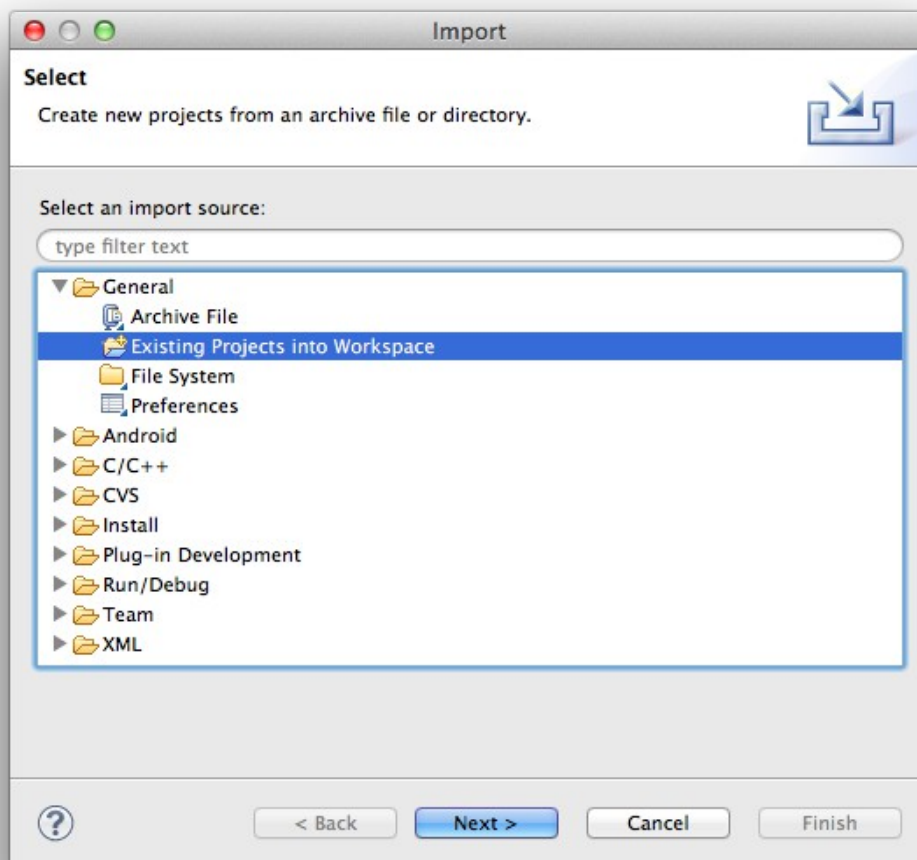 Import
Select
Create new projects from an archive file or directory.
Select an import source:
type filter text
General
Archive File
Existing Projects into Workspace
File System
Preferences
Android
C/C++
CVS
Install
Plug-in Development
Run/Debug
Team
XML
?
< Back
Next >
Cancel
Finish